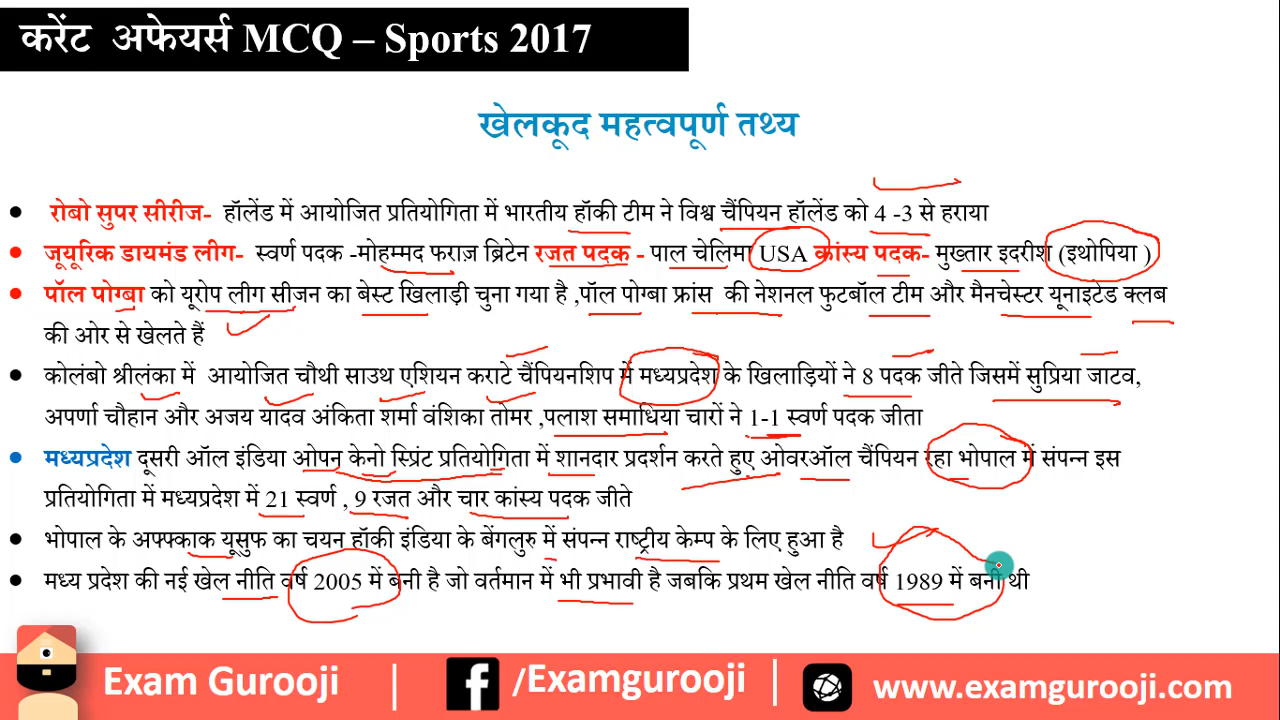 करेंट अफेयर्स MCQ – Sports 2017
खेलकूद महत्वपूर्ण तथ्य
● रोबो सुपर सीरीज- हॉलेंड में आयोजित प्रतियोगिता में भारतीय हॉकी टीम ने विश्व चैंपियन हॉलेंड को 4 -3 से हराया
● जूयूरिक डायमंड लीग- स्वर्ण पदक -मोहम्मद फराज़ ब्रिटेन रजत पदक - पाल चेलिमा USA कांस्य पदक- मुख्तार इदरीश (इथोपिया )
● पॉल पोग्बा को यूरोप लीग सीजन का बेस्ट खिलाड़ी चुना गया है ,पॉल पोग्बा फ्रांस की नेशनल फुटबॉल टीम और मैनचेस्टर यूनाइटेड क्लब
की ओर से खेलते हैं
● कोलंबो श्रीलंका में आयोजित चौथी साउथ एशियन कराटे चैंपियनशिप में मध्यप्रदेश के खिलाड़ियों ने 8 पदक जीते जिसमें सुप्रिया जाटव,
अपर्णा चौहान और अजय यादव अंकिता शर्मा वंशिका तोमर ,पलाश समाधिया चारों ने 1-1 स्वर्ण पदक जीता
● मध्यप्रदेश दूसरी ऑल इंडिया ओपन केनो स्प्रिंट प्रतियोगिता में शानदार प्रदर्शन करते हुए ओवरऑल चैंपियन रहा भोपाल में संपन्न इस
प्रतियोगिता में मध्यप्रदेश में 21 स्वर्ण , 9 रजत और चार कांस्य पदक जीते
● भोपाल के अफ्फ्काक यूसुफ का चयन हॉकी इंडिया के बेंगलुरु में संपन्न राष्ट्रीय केम्प के लिए हुआ है
● मध्य प्रदेश की नई खेल नीति वर्ष 2005 में बनी है जो वर्तमान में भी प्रभावी है जबकि प्रथम खेल नीति वर्ष 1989 में बनी थी
Exam Gurooji | f /Examgurooji | www.examgurooji.com